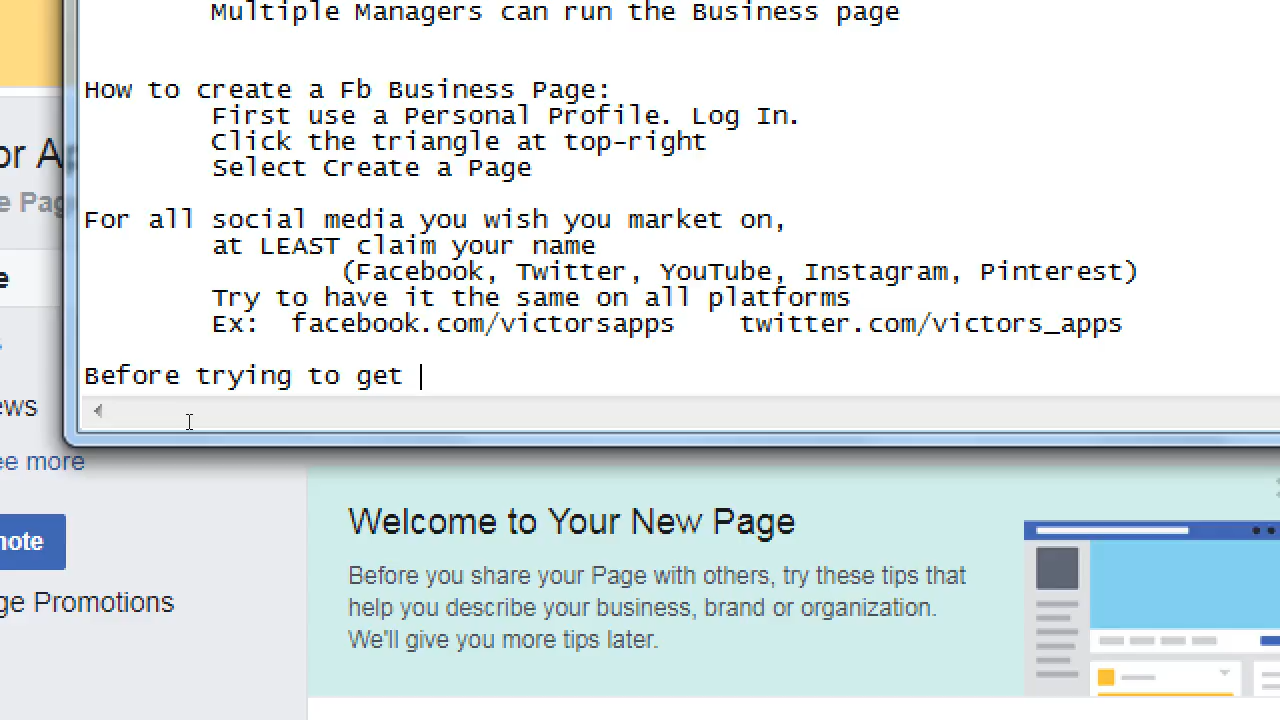 Multiple Managers can run the Business page
How to create a Fb Business Page:
First use a Personal Profile. Log In.
Click the triangle at top-right
Select Create a Page
For all social media you wish you market on,
at LEAST claim your name
(Facebook, Twitter, YouTube, Instagram, Pinterest)
Try to have it the same on all platforms
Ex:  facebook.com/victorsapps    twitter.com/victors_apps
Before trying to get
or A
e Pag
e
ews
ee more
note
ge Promotions
Welcome to Your New Page
Before you share your Page with others, try these tips that
help you describe your business, brand or organization.
We'll give you more tips later.